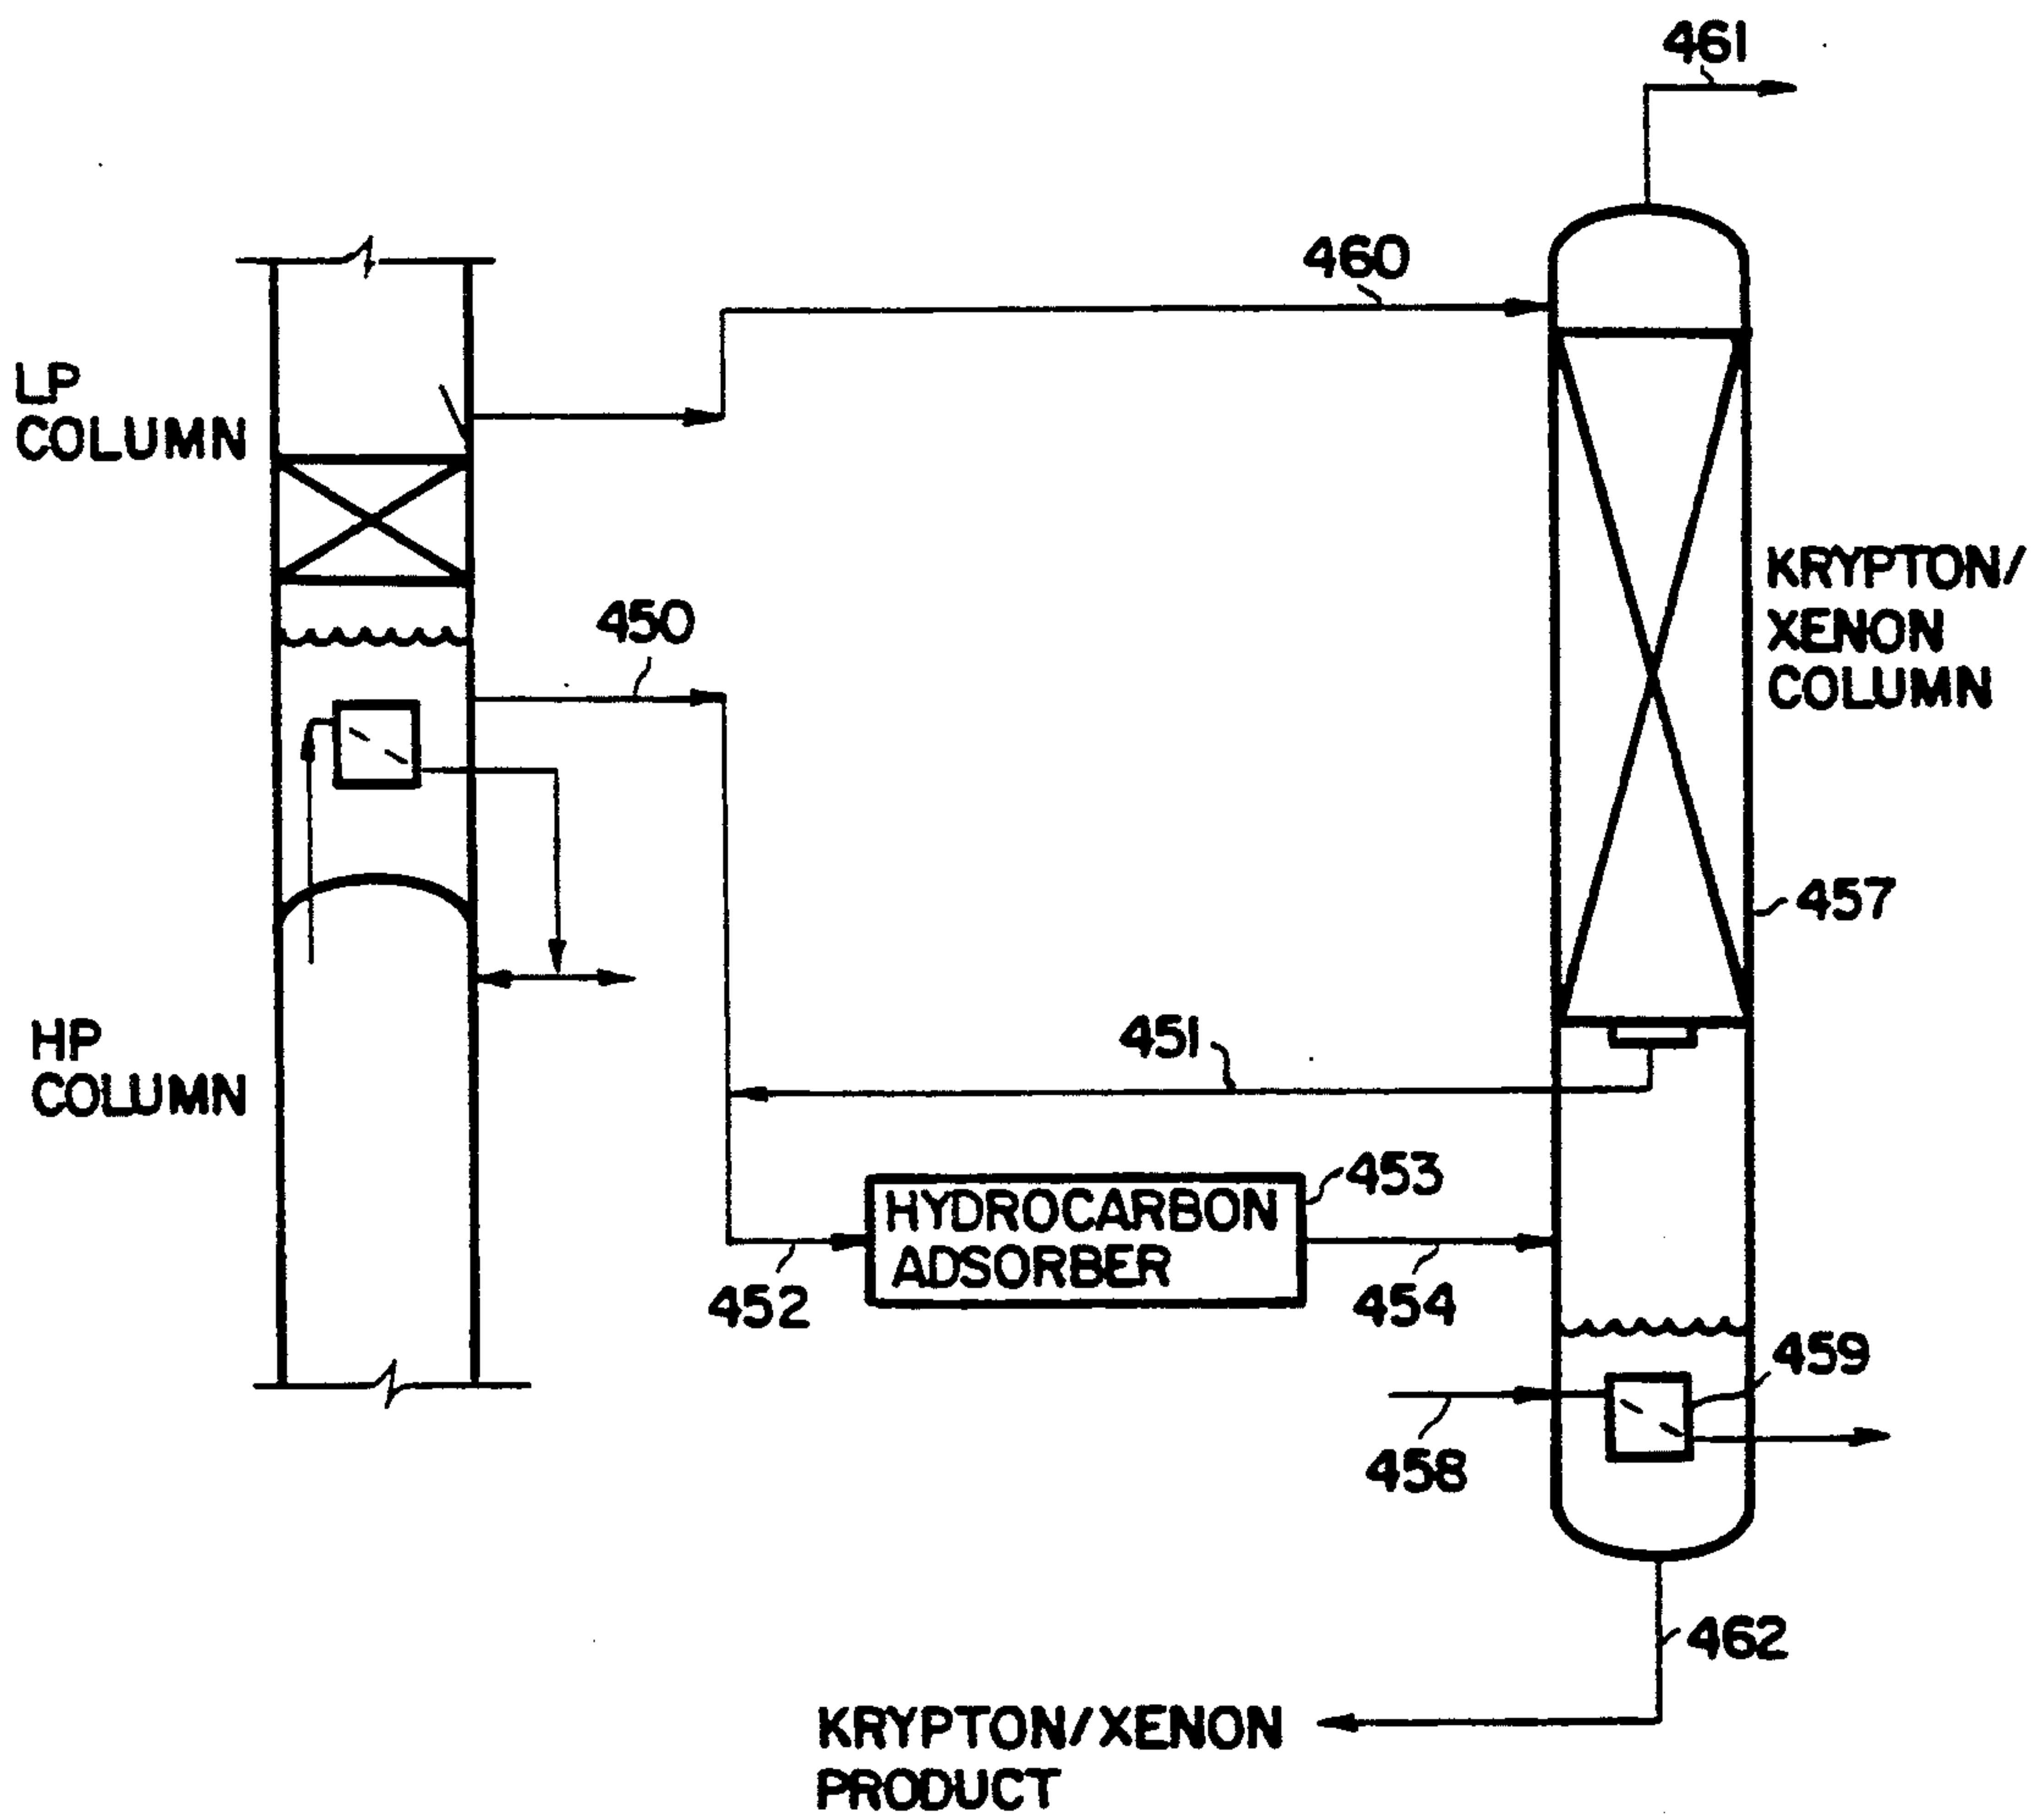 461
460
LP
COLUMN
450
KRYPTON/
XENON
COLUMN
457
451
HP
COLUMN
453
HYDROCARBON
ADSORBER
452
454
459
458
462
KRYPTON/XENON
PRODUCT